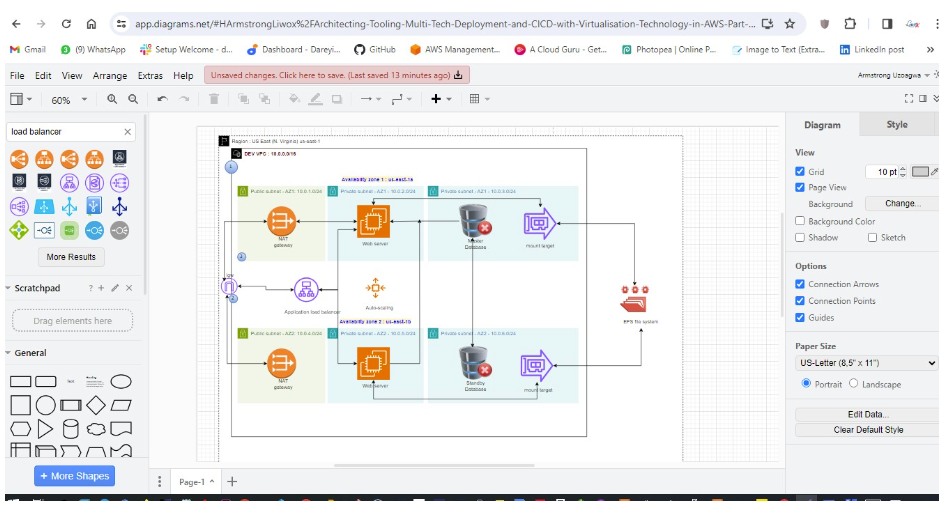 app.diagrams.net/#HArmstrongLiwox%2FArchitecting-Tooling-Multi-Tech-Deployment-and-CICD-with-Virtualisation-Technology-in-AWS-Part-...
Gmail (9) WhatsApp Setup Welcome - d... Dashboard - Dareyi... GitHub AWS Management... A Cloud Guru - Get... Photopea | Online P... Image to Text (Extra... LinkedIn post »
File Edit View Arrange Extras Help Unsaved changes. Click here to save. (Last saved 13 minutes ago) Armstrong Uzoagwa
60%
load balancer
More Results
Scratchpad
Drag elements here
General
+ More Shapes
Region : US East (N. Virginia) us-east-1
DEV VPC : 10.0.0.0/16
Availability zone 1 : us-east-1a
Public subnet - AZ1: 10.0.1.0/24 Private subnet - AZ1 : 10.0.2.0/24 Private subnet - AZ1 : 10.0.3.0/24
NAT
gateway
Web server
Master
Database
mount target
Application load balancer
Auto-scaling
EFS file system
Availability zone 2 : us-east-1b
Public subnet - AZ2: 10.0.4.0/24 Private subnet - AZ2 : 10.0.5.0/24 Private subnet - AZ2 : 10.0.6.0/24
NAT
gateway
Web server
Standby
Database
mount target
Page-1
Diagram Style
View
Grid 10 pt
Page View
Background Change...
Background Color
Shadow Sketch
Options
Connection Arrows
Connection Points
Guides
Paper Size
US-Letter (8,5" x 11")
Portrait Landscape
Edit Data...
Clear Default Style